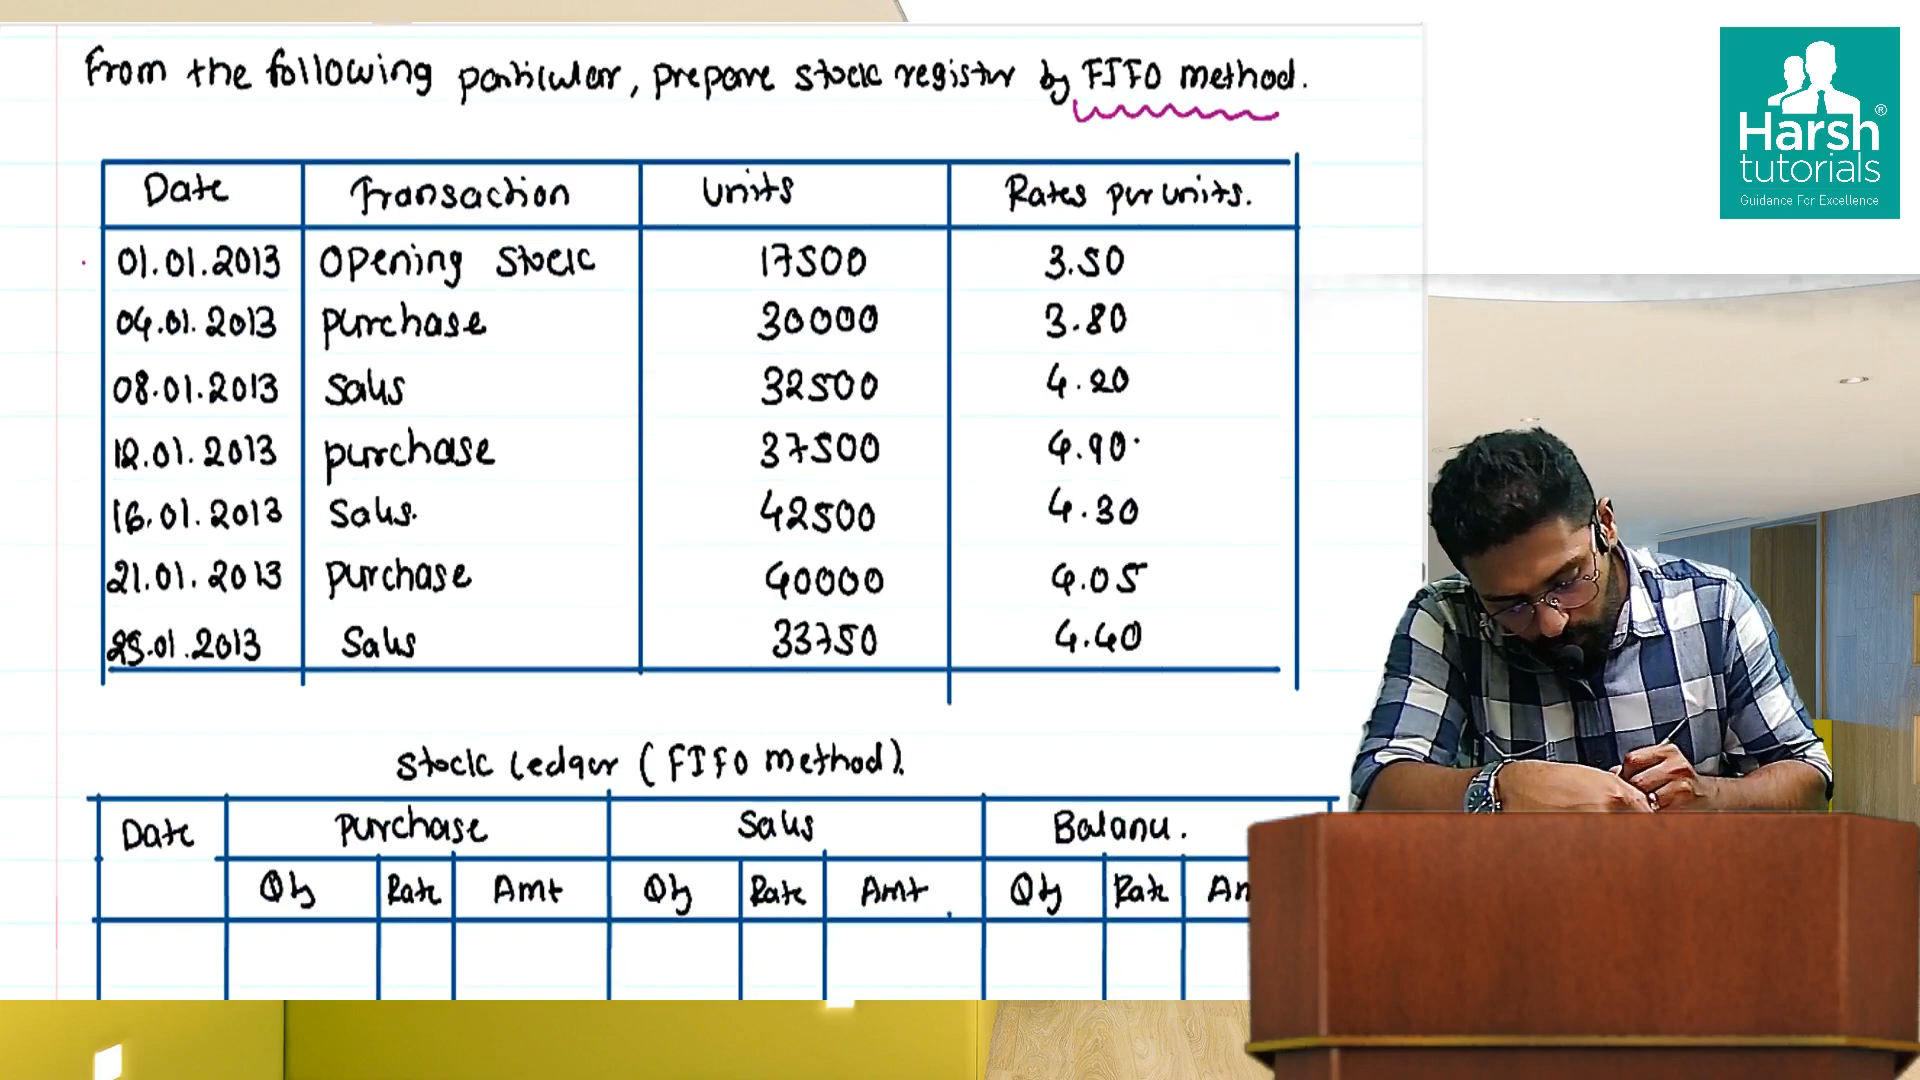 From the following particular, prepare stock register by FIFO method.
Date Transaction Units Rates per units.
01.01.2013 Opening Stock 17500 3.50
04.01.2013 purchase 30000 3.80
08.01.2013 Sales 32500 4.20
12.01.2013 purchase 37500 4.90
16.01.2013 Sales. 42500 4.30
21.01.2013 purchase 40000 4.05
25.01.2013 Sales 33750 4.40
Stock Ledger (FIFO method).
Date Purchase Sales Balance.
Qty Rate Amt Qty Rate Amt Qty Rate Am
Harsh®
tutorials
Guidance For Excellence